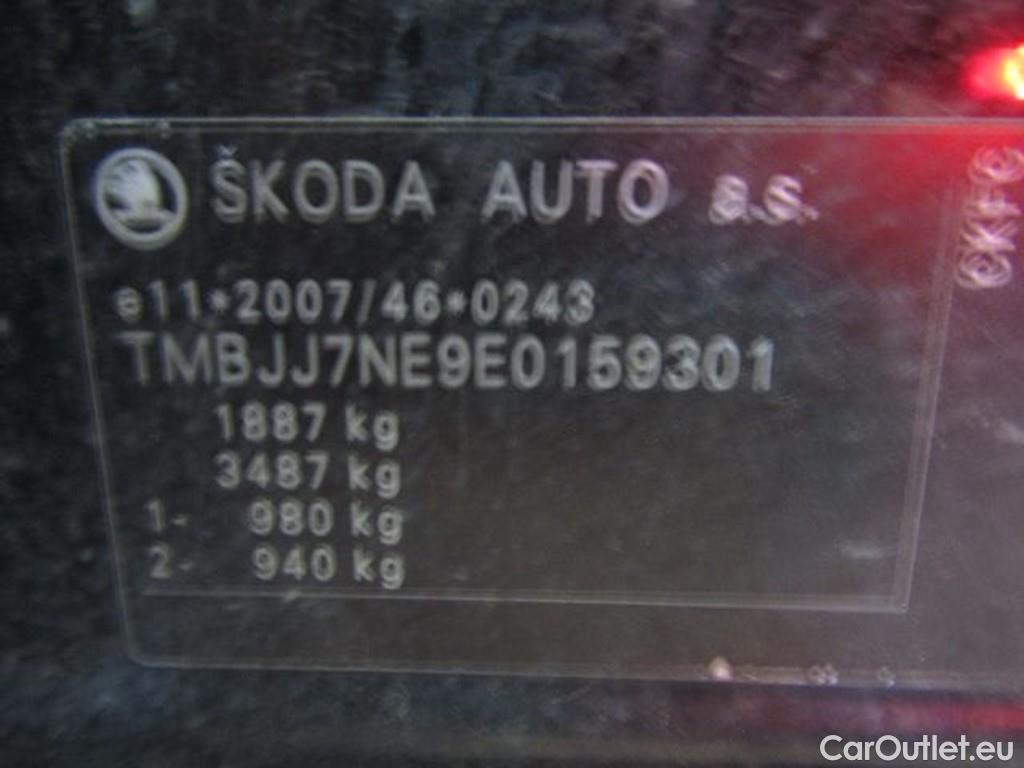 ŠKODA AUTO a.s.
e11*2007/46*0243
TMBJJ7NE9E0159301
1887 kg
3487 kg
1- 980 kg
2- 940 kg
CarOutlet.eu